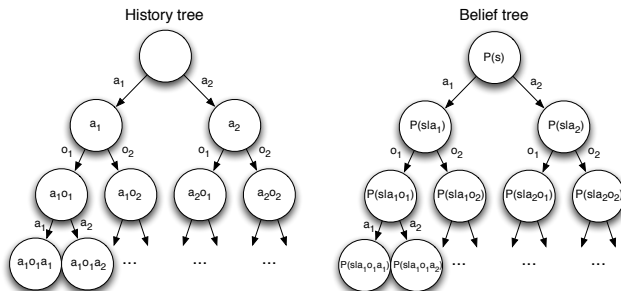 History tree
a₁ a₂
a₁ a₂
o₁ o₂ o₁ o₂
a₁o₁ a₁o₂ a₂o₁ a₂o₂
a₁ a₂
a₁o₁a₁ a₁o₁a₂ ... ... ...
Belief tree
P(s)
a₁ a₂
P(s|a₁) P(s|a₂)
o₁ o₂ o₁ o₂
P(s|a₁o₁) P(s|a₁o₂) P(s|a₂o₁) P(s|a₂o₂)
a₁ a₂
P(s|a₁o₁a₁) P(s|a₁o₁a₂) ... ... ...